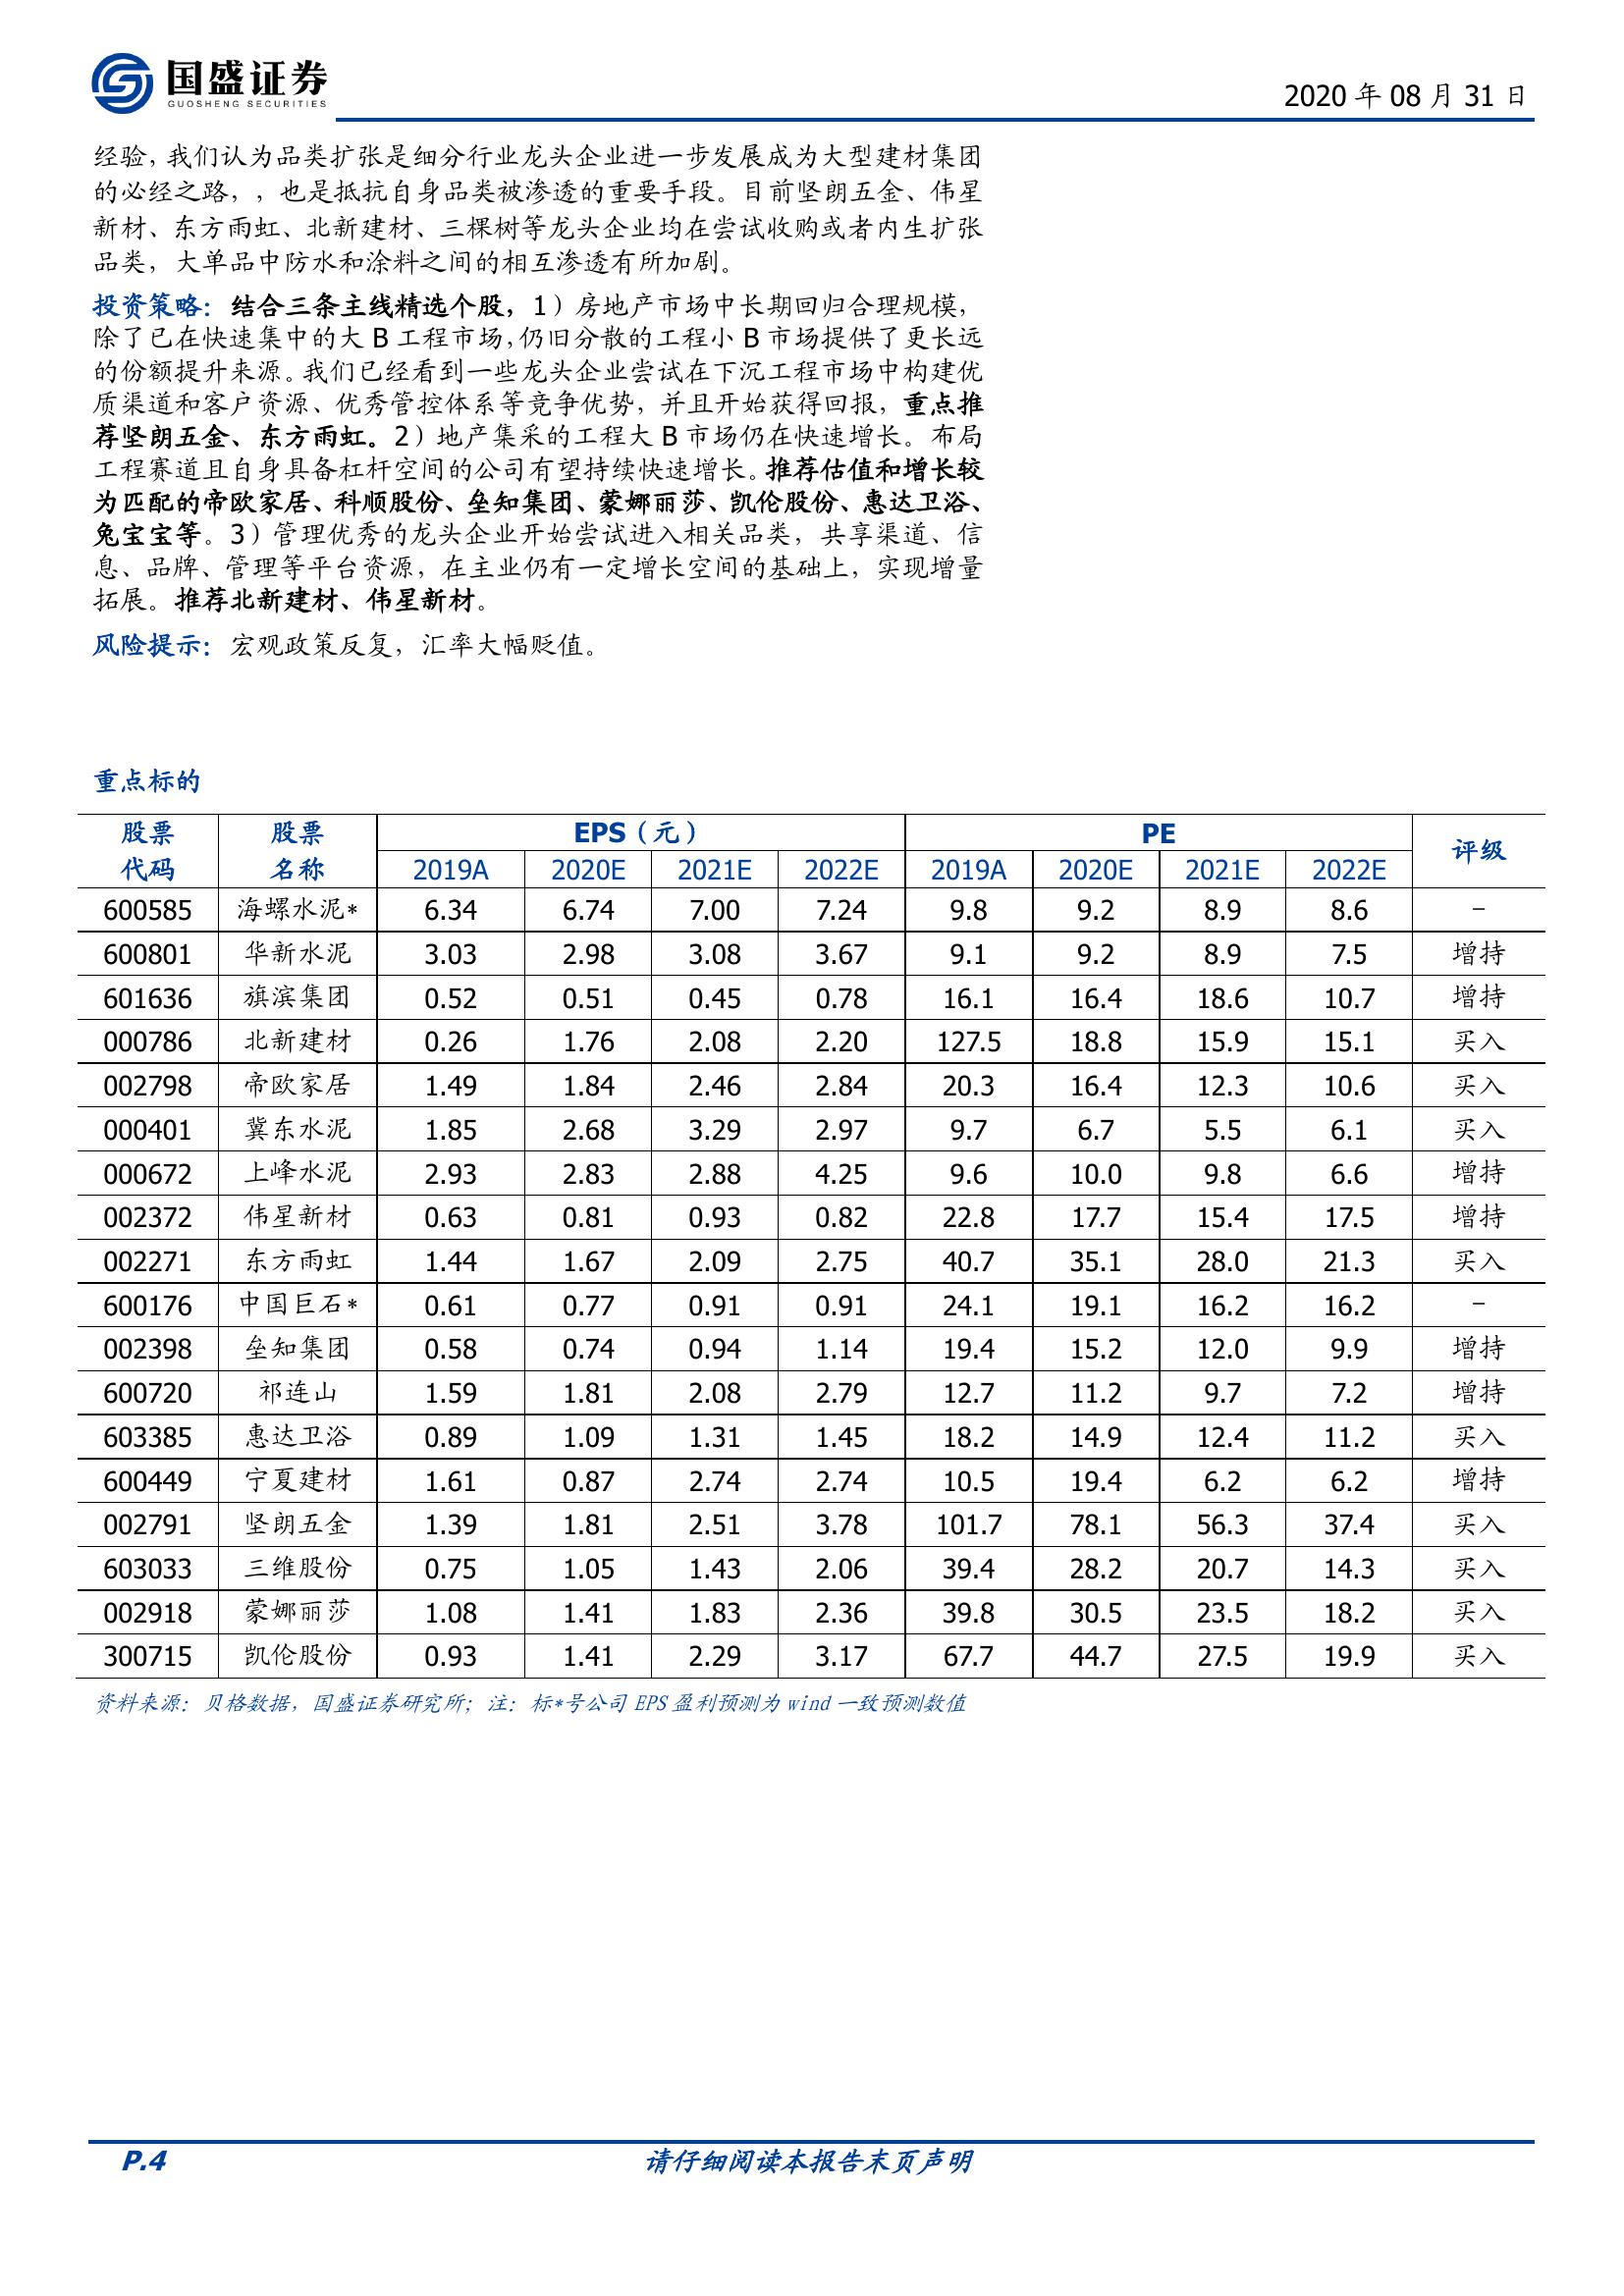 国盛证券
GUOSHENG SECURITIES
2020 年 08 月 31 日
经验，我们认为品类扩张是细分行业龙头企业进一步发展成为大型建材集团
的必经之路，，也是抵抗自身品类被渗透的重要手段。目前坚朗五金、伟星
新材、东方雨虹、北新建材、三棵树等龙头企业均在尝试收购或者内生扩张
品类，大单品中防水和涂料之间的相互渗透有所加剧。
投资策略：结合三条主线精选个股，1）房地产市场中长期回归合理规模，
除了已在快速集中的大 B 工程市场，仍旧分散的工程小 B 市场提供了更长远
的份额提升来源。我们已经看到一些龙头企业尝试在下沉工程市场中构建优
质渠道和客户资源、优秀管控体系等竞争优势，并且开始获得回报，重点推
荐坚朗五金、东方雨虹。2）地产集采的工程大 B 市场仍在快速增长。布局
工程赛道且自身具备杠杆空间的公司有望持续快速增长。推荐估值和增长较
为匹配的帝欧家居、科顺股份、垒知集团、蒙娜丽莎、凯伦股份、惠达卫浴、
兔宝宝等。3）管理优秀的龙头企业开始尝试进入相关品类，共享渠道、信
息、品牌、管理等平台资源，在主业仍有一定增长空间的基础上，实现增量
拓展。推荐北新建材、伟星新材。
风险提示：宏观政策反复，汇率大幅贬值。
重点标的
股票 股票 EPS（元） PE 评级
代码 名称 2019A 2020E 2021E 2022E 2019A 2020E 2021E 2022E
600585 海螺水泥* 6.34 6.74 7.00 7.24 9.8 9.2 8.9 8.6 -
600801 华新水泥 3.03 2.98 3.08 3.67 9.1 9.2 8.9 7.5 增持
601636 旗滨集团 0.52 0.51 0.45 0.78 16.1 16.4 18.6 10.7 增持
000786 北新建材 0.26 1.76 2.08 2.20 127.5 18.8 15.9 15.1 买入
002798 帝欧家居 1.49 1.84 2.46 2.84 20.3 16.4 12.3 10.6 买入
000401 冀东水泥 1.85 2.68 3.29 2.97 9.7 6.7 5.5 6.1 买入
000672 上峰水泥 2.93 2.83 2.88 4.25 9.6 10.0 9.8 6.6 增持
002372 伟星新材 0.63 0.81 0.93 0.82 22.8 17.7 15.4 17.5 增持
002271 东方雨虹 1.44 1.67 2.09 2.75 40.7 35.1 28.0 21.3 买入
600176 中国巨石* 0.61 0.77 0.91 0.91 24.1 19.1 16.2 16.2 -
002398 垒知集团 0.58 0.74 0.94 1.14 19.4 15.2 12.0 9.9 增持
600720 祁连山 1.59 1.81 2.08 2.79 12.7 11.2 9.7 7.2 增持
603385 惠达卫浴 0.89 1.09 1.31 1.45 18.2 14.9 12.4 11.2 买入
600449 宁夏建材 1.61 0.87 2.74 2.74 10.5 19.4 6.2 6.2 增持
002791 坚朗五金 1.39 1.81 2.51 3.78 101.7 78.1 56.3 37.4 买入
603033 三维股份 0.75 1.05 1.43 2.06 39.4 28.2 20.7 14.3 买入
002918 蒙娜丽莎 1.08 1.41 1.83 2.36 39.8 30.5 23.5 18.2 买入
300715 凯伦股份 0.93 1.41 2.29 3.17 67.7 44.7 27.5 19.9 买入
资料来源：贝格数据，国盛证券研究所；注：标*号公司 EPS 盈利预测为 wind 一致预测数值
P.4 请仔细阅读本报告末页声明